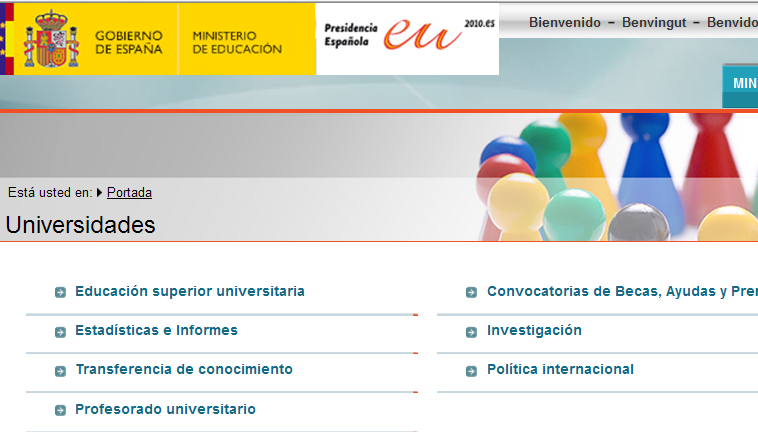 GOBIERNO DE ESPAÑA
MINISTERIO DE EDUCACIÓN
Presidencia Española
eu
2010.es
Bienvenido - Benvingut - Benvido
MIN
Está usted en: Portada
Universidades
Educación superior universitaria
Convocatorias de Becas, Ayudas y Pre
Estadísticas e Informes
Investigación
Transferencia de conocimiento
Política internacional
Profesorado universitario